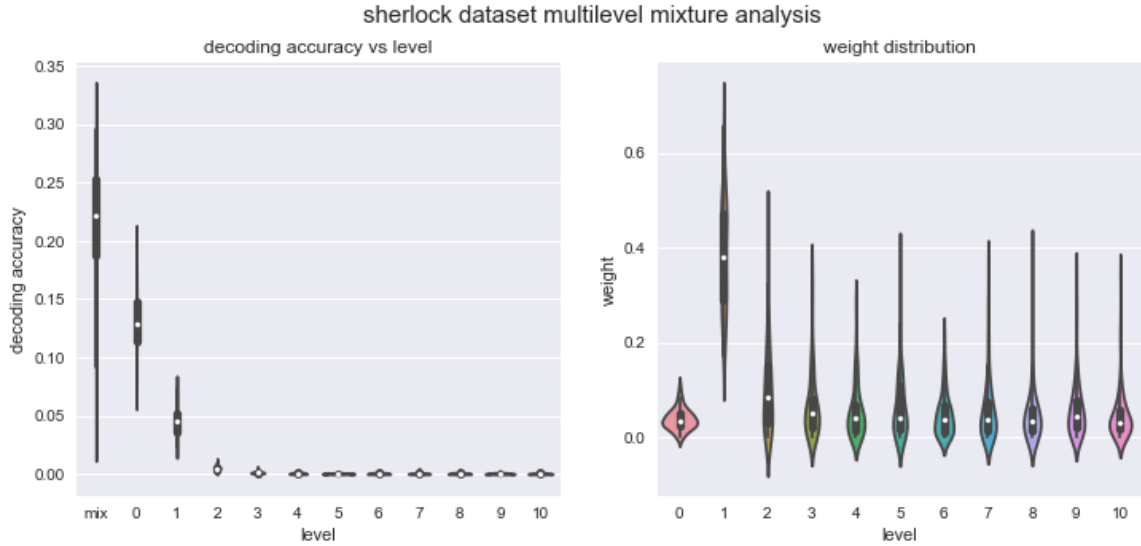 sherlock dataset multilevel mixture analysis
decoding accuracy vs level
0.35
0.30
0.25
0.20
0.15
0.10
0.05
0.00
decoding accuracy
mix 0 1 2 3 4 5 6 7 8 9 10
level
weight distribution
0.6
0.4
0.2
0.0
weight
0 1 2 3 4 5 6 7 8 9 10
level